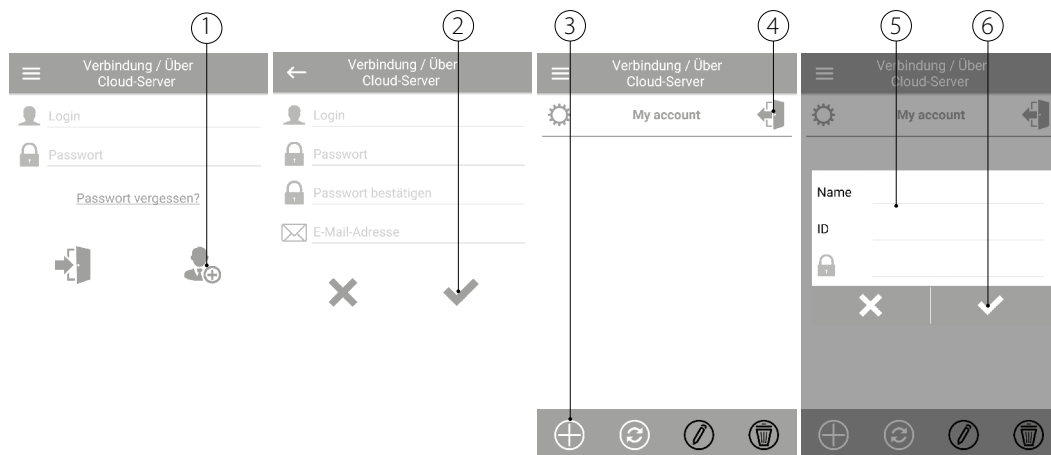 1
2
3
4
5
6
Verbindung / Über
Cloud-Server
Login
Passwort
Passwort vergessen?
Verbindung / Über
Cloud-Server
Login
Passwort
Passwort bestätigen
E-Mail-Adresse
Verbindung / Über
Cloud-Server
My account
Verbindung / Über
Cloud-Server
My account
Name
ID